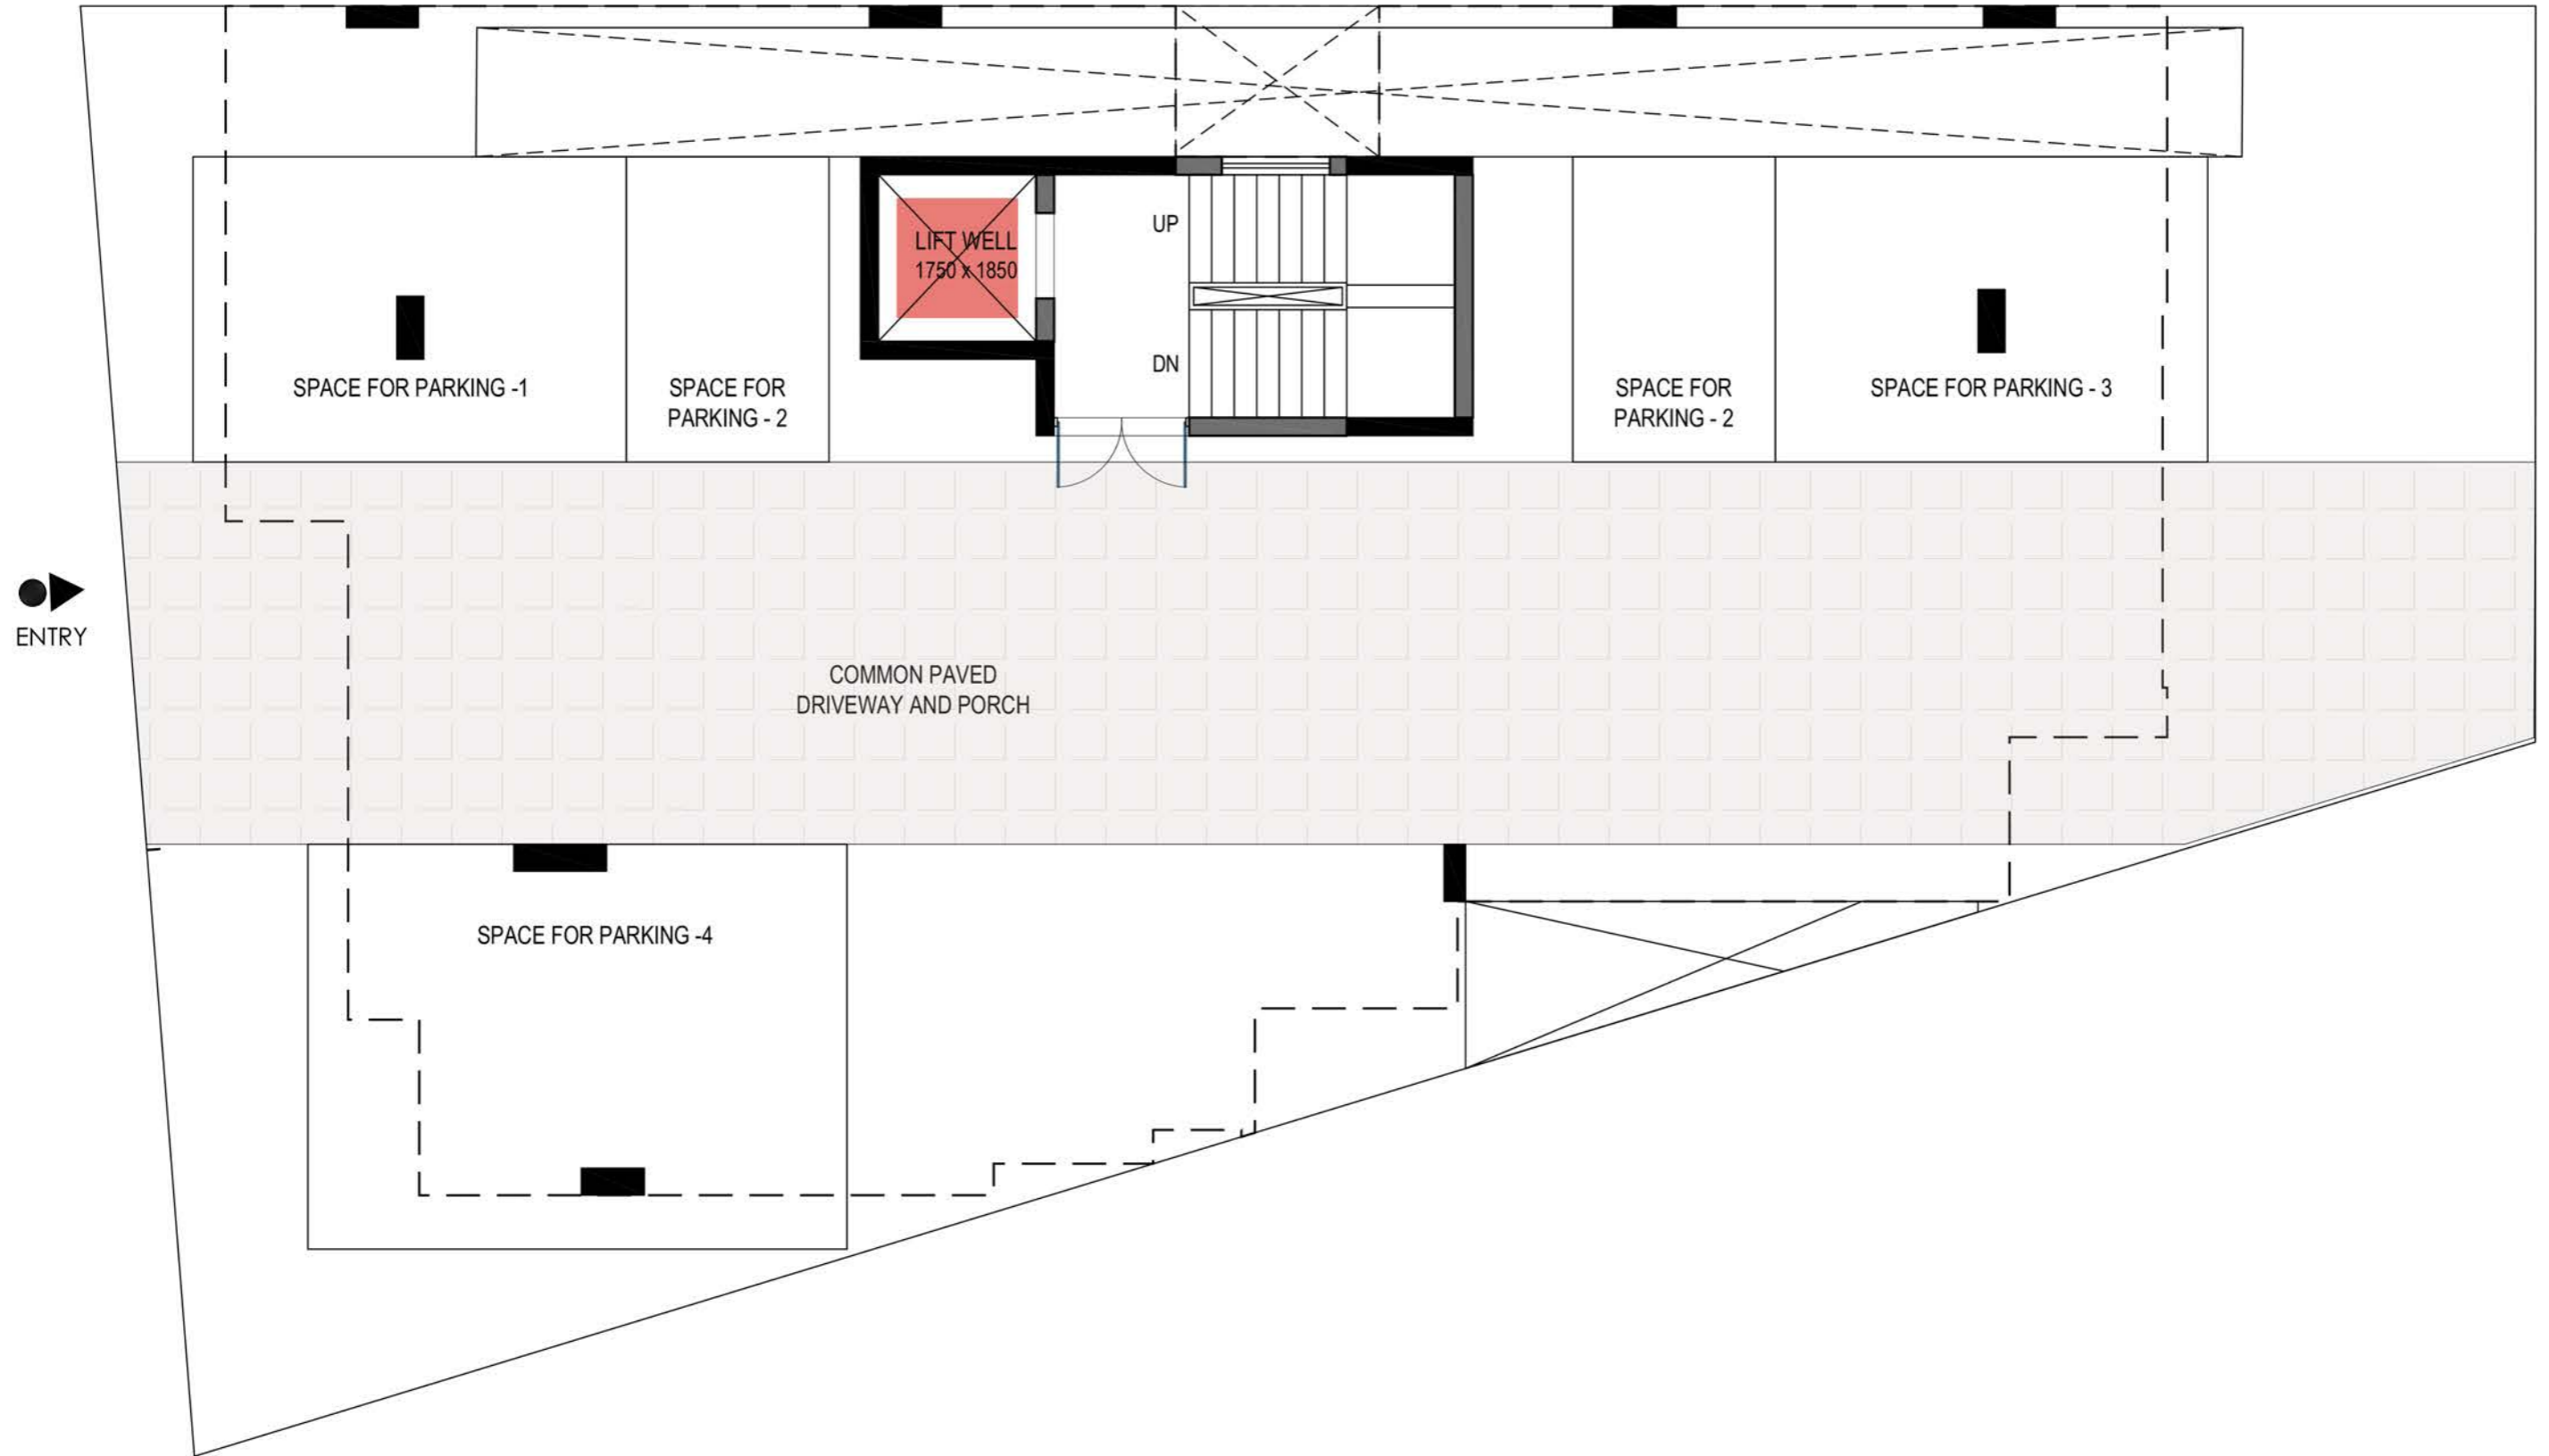 UP
LIFT WELL
1750 x 1850
DN
SPACE FOR PARKING -1
SPACE FOR
PARKING - 2
SPACE FOR
PARKING - 2
SPACE FOR PARKING - 3
ENTRY
COMMON PAVED
DRIVEWAY AND PORCH
SPACE FOR PARKING -4